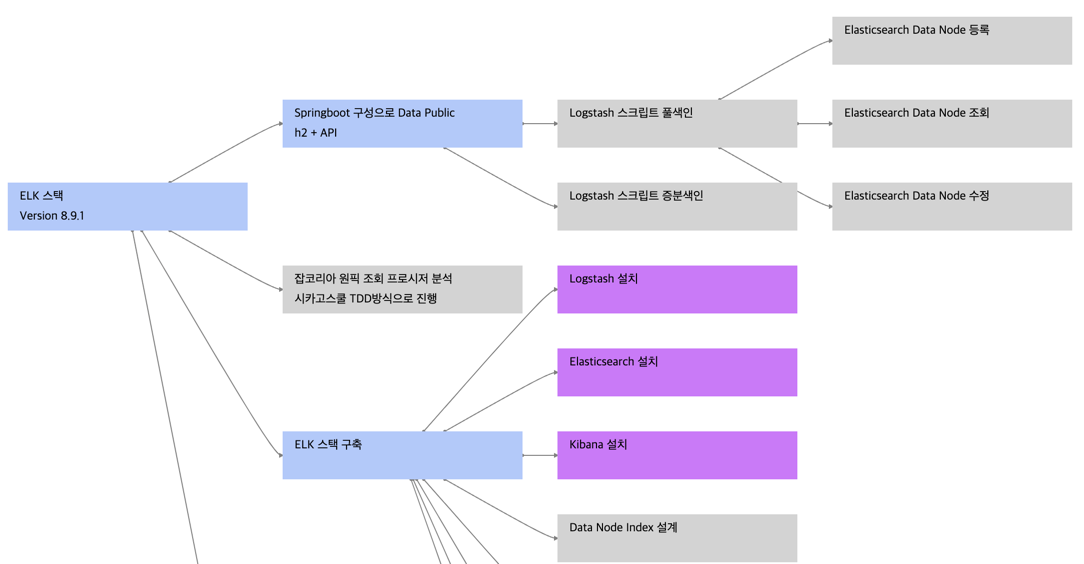 Elasticsearch Data Node 등록
Springboot 구성으로 Data Public
h2 + API
Logstash 스크립트 풀색인
Elasticsearch Data Node 조회
ELK 스택
Version 8.9.1
Logstash 스크립트 증분색인
Elasticsearch Data Node 수정
잡코리아 원픽 조회 프로시저 분석
시카고스쿨 TDD방식으로 진행
Logstash 설치
Elasticsearch 설치
ELK 스택 구축
Kibana 설치
Data Node Index 설계